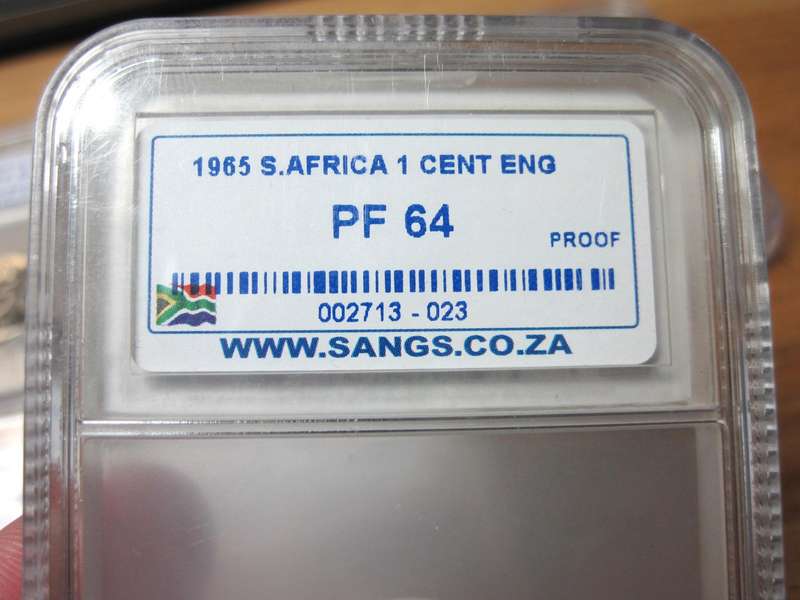 1965 S.AFRICA 1 CENT ENG
PF 64
PROOF
002713 - 023
WWW.SANGS.CO.ZA